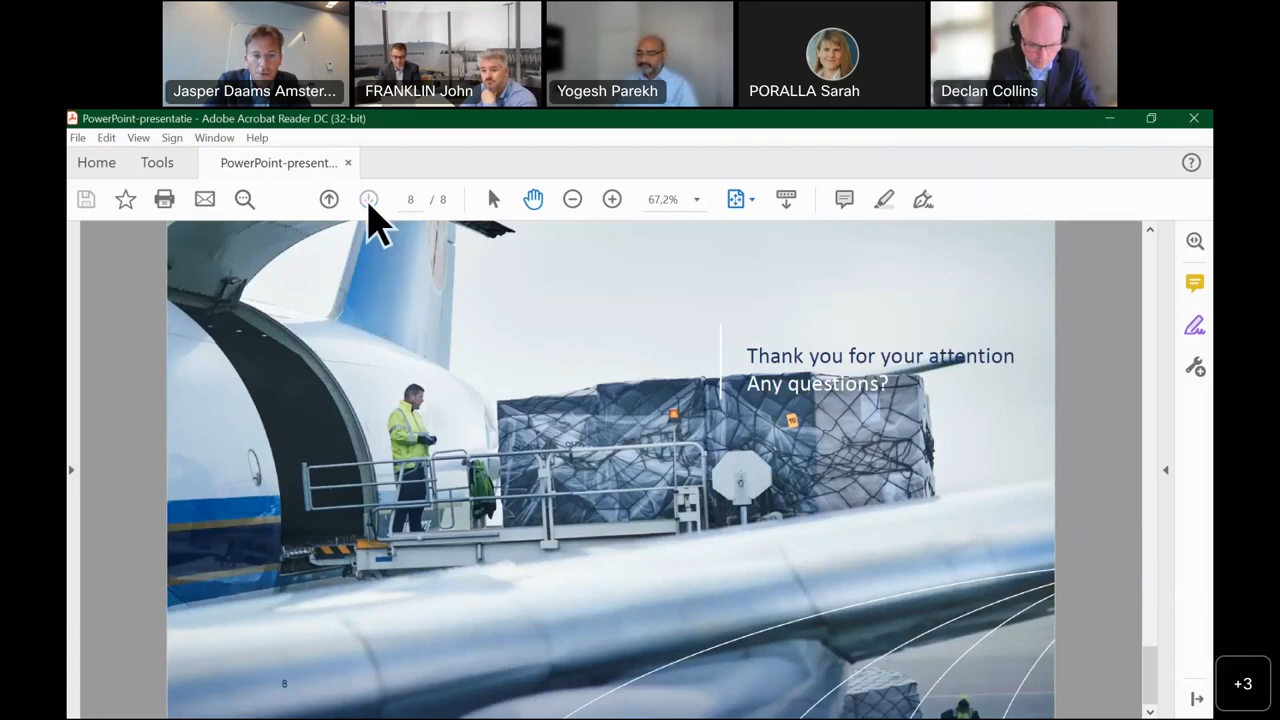 Jasper Daams Amster...
FRANKLIN John
Yogesh Parekh
PORALLA Sarah
Declan Collins
PowerPoint-presentatie - Adobe Acrobat Reader DC (32-bit)
File Edit View Sign Window Help
Home Tools PowerPoint-present... ×
8 / 8 67,2%
Thank you for your attention
Any questions?
10
8
+3